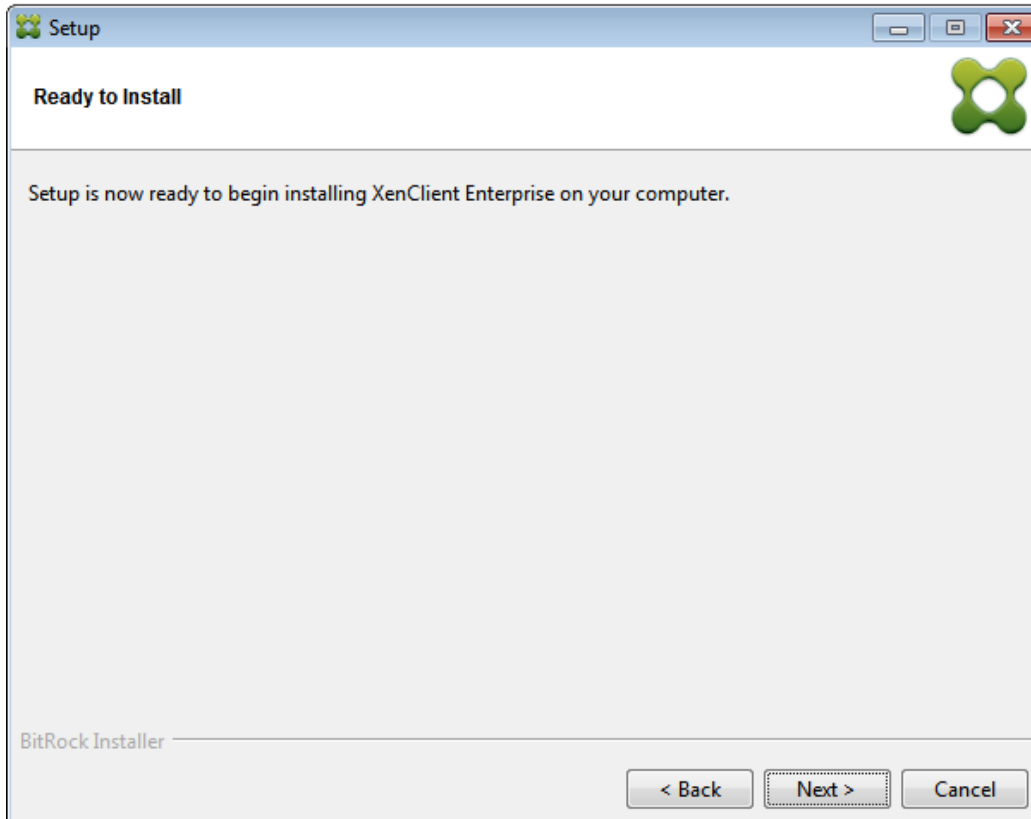 Setup
Ready to Install
Setup is now ready to begin installing XenClient Enterprise on your computer.
BitRock Installer
< Back Next > Cancel